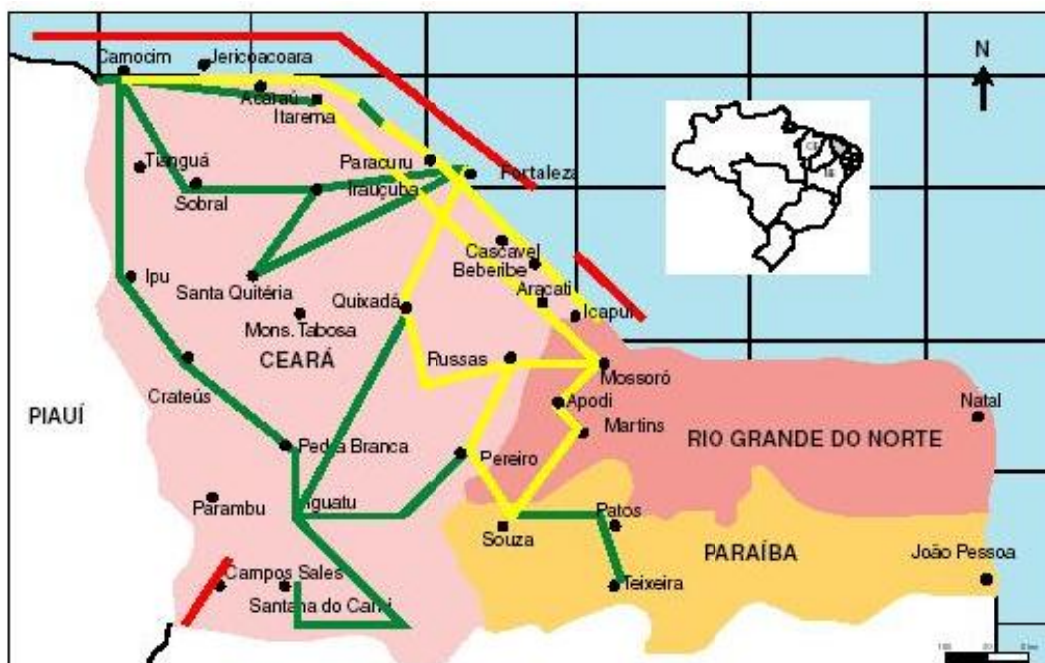 Camocim
Jericoacoara
N
Acaraú
Itarema
Paracuru
Fortaleza
Tianguá
Irauçuba
Sobral
Cascavel
Beberibe
Ipu
Santa Quitéria
Quixadá
Aracati
Icapuí
Mons. Tabosa
CEARÁ
Russas
Mossoró
Crateús
Apodi
Natal
PIAUÍ
Martins
RIO GRANDE DO NORTE
Pedra Branca
Pereiro
Parambu
Iguatu
Patos
Souza
PARAÍBA
João Pessoa
Campos Sales
Teixeira
Santana do Cariri